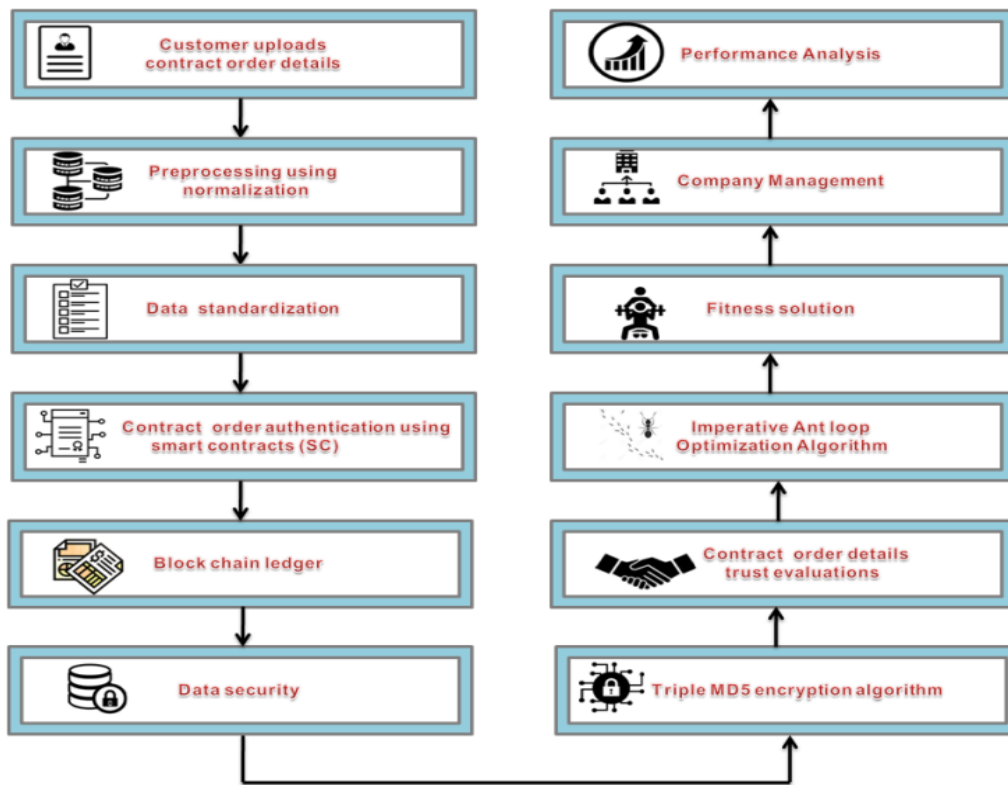 Customer uploads
contract order details
Preprocessing using
normalization
Data standardization
Contract order authentication using
smart contracts (SC)
Block chain ledger
Data security
Triple MD5 encryption algorithm
Contract order details
trust evaluations
Imperative Ant loop
Optimization Algorithm
Fitness solution
Company Management
Performance Analysis